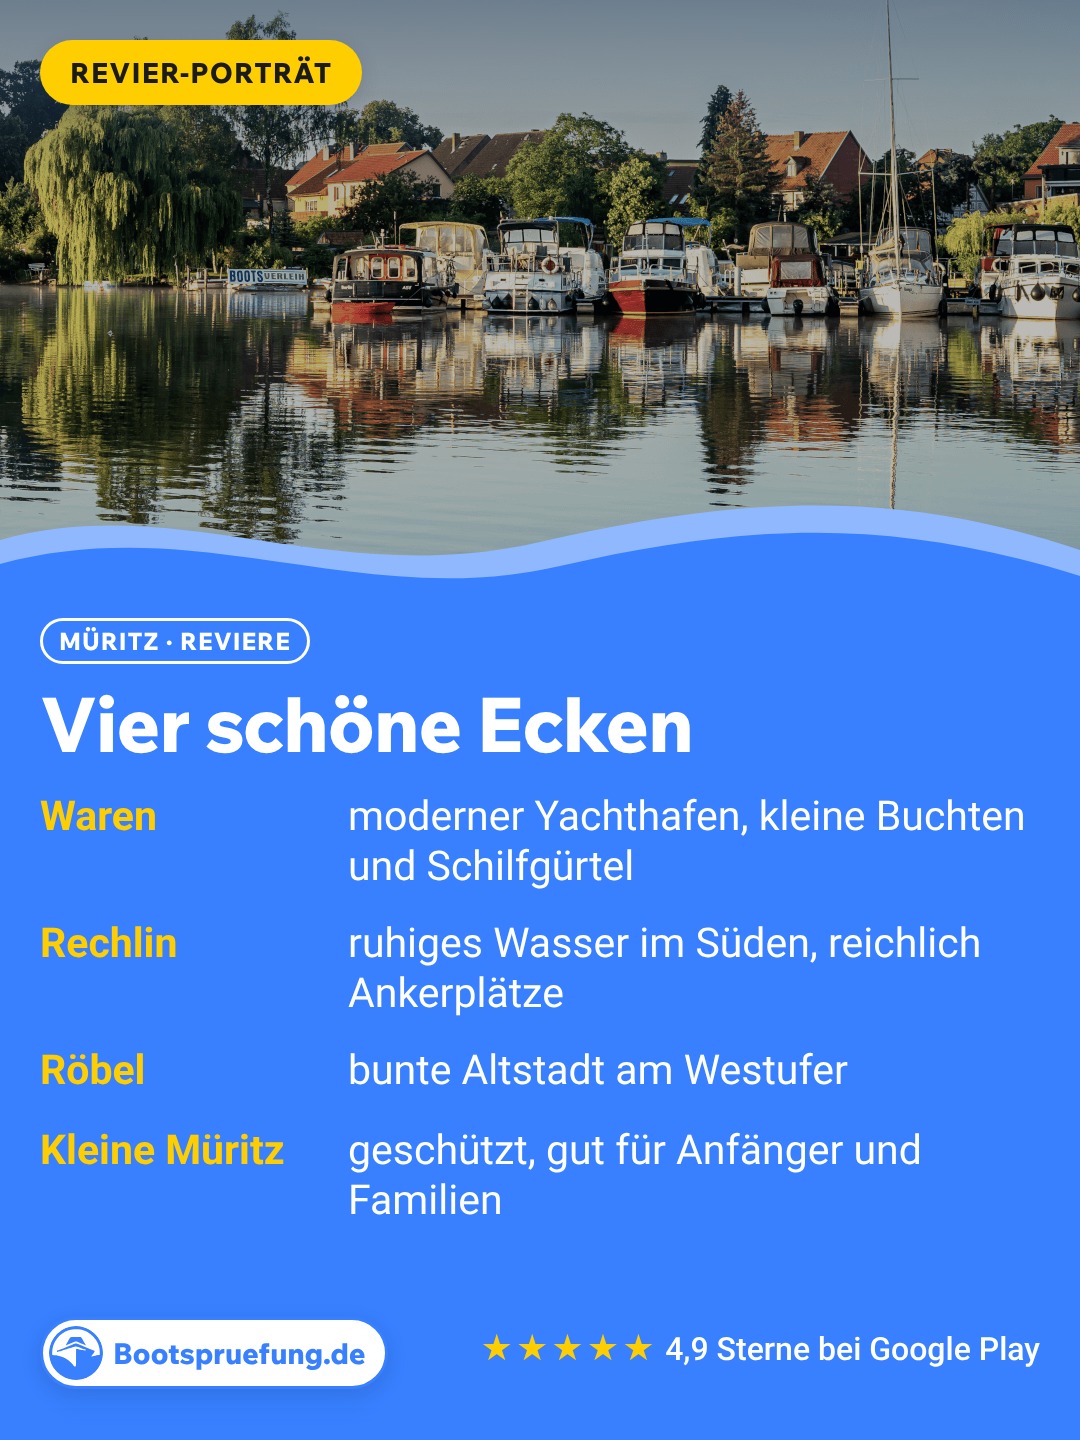 REVIER-PORTRÄT
BOOTSVERLEIH
MÜRITZ · REVIERE
Vier schöne Ecken
Waren moderner Yachthafen, kleine Buchten
und Schilfgürtel
Rechlin ruhiges Wasser im Süden, reichlich
Ankerplätze
Röbel bunte Altstadt am Westufer
Kleine Müritz geschützt, gut für Anfänger und
Familien
Bootspruefung.de ★★★★★ 4,9 Sterne bei Google Play